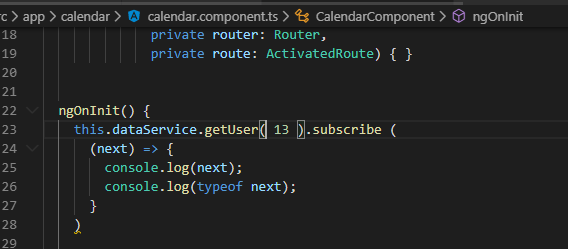 rc > app > calendar > calendar.component.ts > CalendarComponent > ngOnInit
18 private router: Router,
19 private route: ActivatedRoute) { }
20
21
22 ngOnInit() {
23 this.dataService.getUser( 13 ).subscribe (
24 (next) => {
25 console.log(next);
26 console.log(typeof next);
27 }
28 )
29